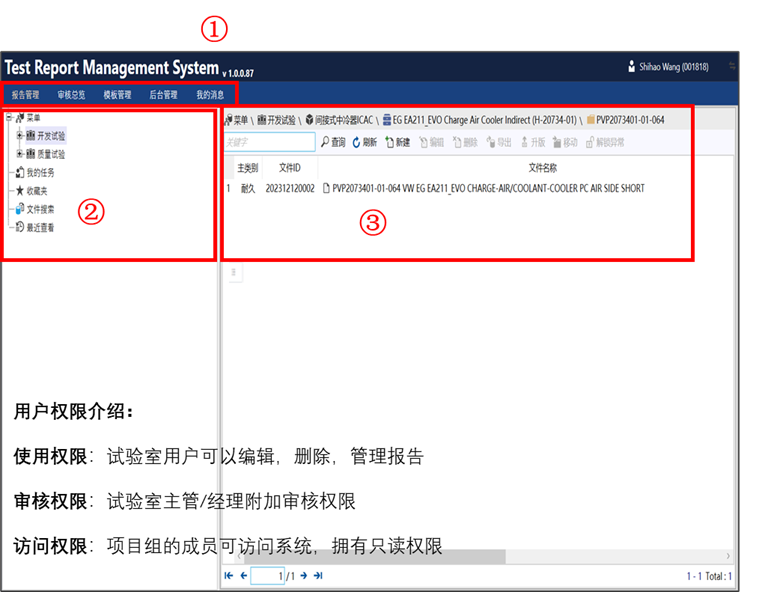 ①
Test Report Management System v 1.0.0.87
Shihao Wang (001818)
报告管理 审核总览 模板管理 后台管理 我的消息
菜单
开发试验
质量试验
我的任务
收藏夹
文件搜索
最近查看
②
菜单 \ 开发试验 \ 间接式中冷器ICAC \ EG EA211_EVO Charge Air Cooler Indirect (H-20734-01) \ PVP2073401-01-064
关键字 查询 刷新 新建 编辑 删除 导出 升版 移动 解锁异常
主类别 文件ID 文件名称
1 耐久 202312120002 PVP2073401-01-064 VW EG EA211_EVO CHARGE-AIR/COOLANT-COOLER PC AIR SIDE SHORT
③
用户权限介绍：
使用权限：试验室用户可以编辑，删除，管理报告
审核权限：试验室主管/经理附加审核权限
访问权限：项目组的成员可访问系统，拥有只读权限
1 / 1
1 - 1 Total : 1